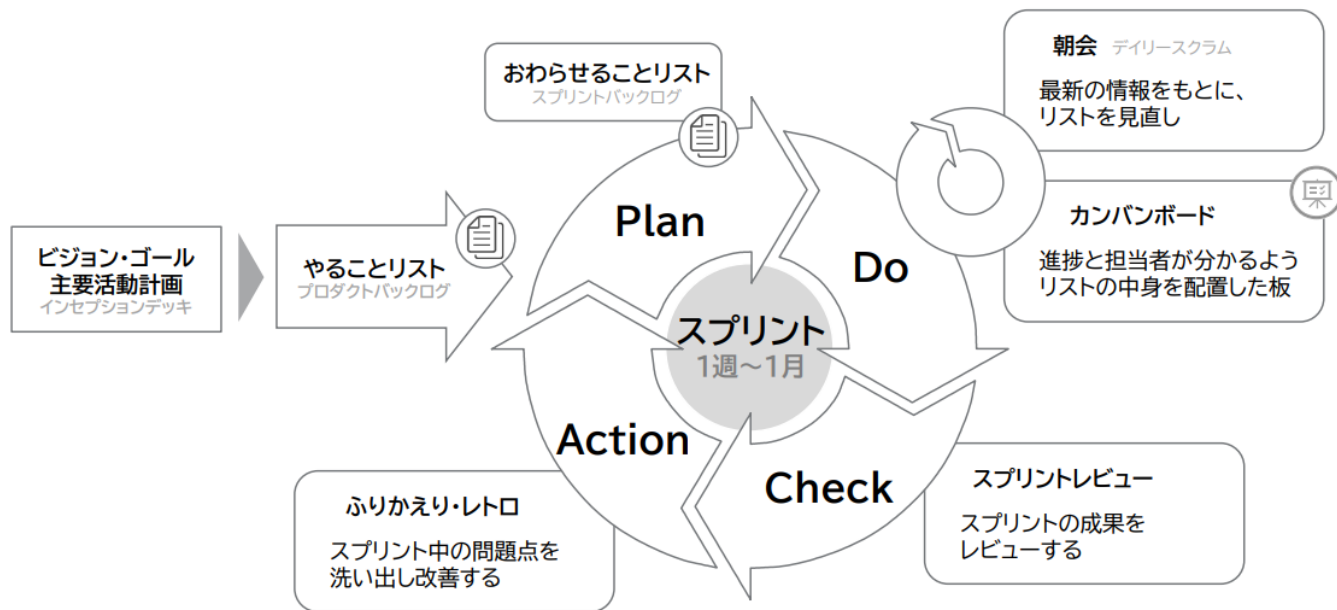 ビジョン・ゴール
主要活動計画
インセプションデッキ
やることリスト
プロダクトバックログ
おわらせることリスト
スプリントバックログ
Plan
Do
Check
Action
スプリント
1週～1月
朝会 デイリースクラム
最新の情報をもとに、
リストを見直し
カンバンボード
進捗と担当者が分かるよう
リストの中身を配置した板
スプリントレビュー
スプリントの成果を
レビューする
ふりかえり・レトロ
スプリント中の問題点を
洗い出し改善する